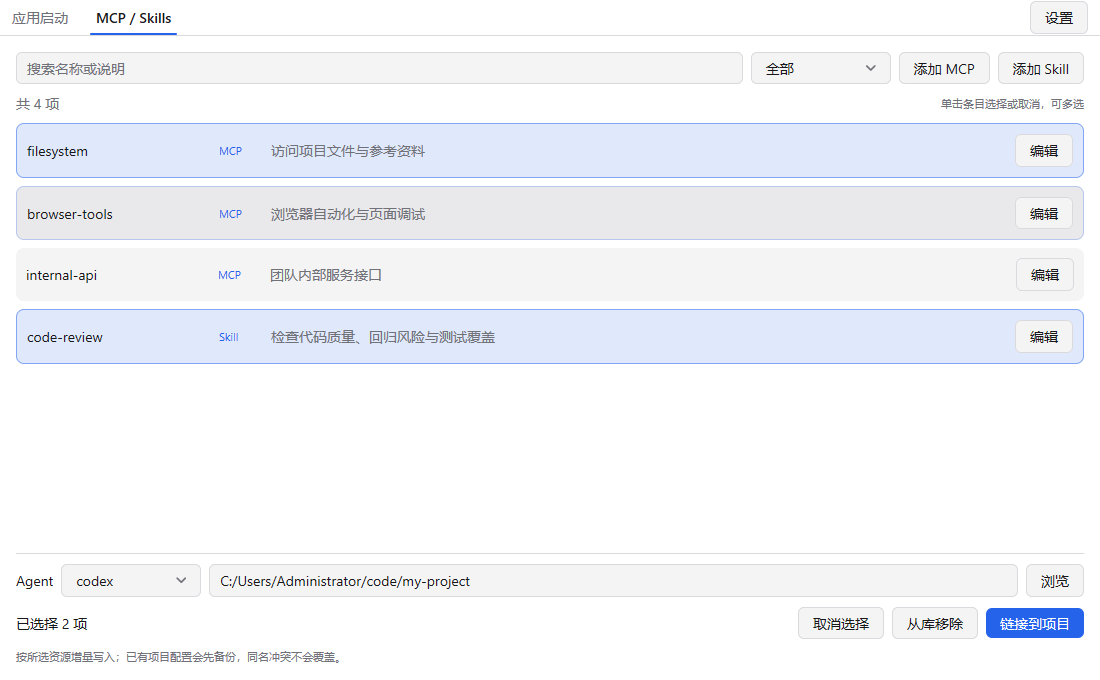 应用启动 MCP / Skills 设置
搜索名称或说明 全部 添加 MCP 添加 Skill
共 4 项 单击条目选择或取消，可多选
filesystem MCP 访问项目文件与参考资料 编辑
browser-tools MCP 浏览器自动化与页面调试 编辑
internal-api MCP 团队内部服务接口 编辑
code-review Skill 检查代码质量、回归风险与测试覆盖 编辑
Agent codex C:/Users/Administrator/code/my-project 浏览
已选择 2 项 取消选择 从库移除 链接到项目
按所选资源增量写入；已有项目配置会先备份，同名冲突不会覆盖。